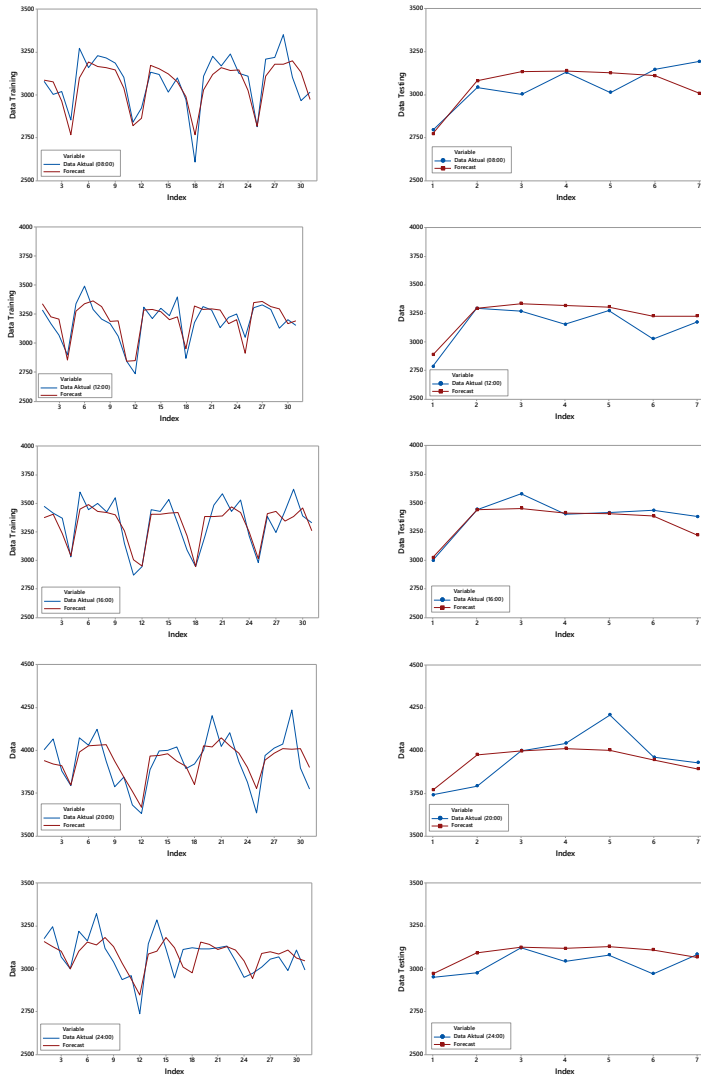 3500
3250
3000
2750
2500
Data Training
Variable
Data Aktual (08:00)
Forecast
3 6 9 12 15 18 21 24 27 30
Index
3500
3250
3000
2750
2500
Data Testing
Variable
Data Aktual (08:00)
Forecast
1 2 3 4 5 6 7
Index
4000
3750
3500
3250
3000
2750
2500
Data Training
Variable
Data Aktual (12:00)
Forecast
3 6 9 12 15 18 21 24 27 30
Index
4000
3750
3500
3250
3000
2750
2500
Data
Variable
Data Aktual (12:00)
Forecast
1 2 3 4 5 6 7
Index
4000
3750
3500
3250
3000
2750
2500
Data Training
Variable
Data Aktual (16:00)
Forecast
3 6 9 12 15 18 21 24 27 30
Index
4000
3750
3500
3250
3000
2750
2500
Data Testing
Variable
Data Aktual (16:00)
Forecast
1 2 3 4 5 6 7
Index
4500
4250
4000
3750
3500
Data
Variable
Data Aktual (20:00)
Forecast
3 6 9 12 15 18 21 24 27 30
Index
4500
4250
4000
3750
3500
Data
Variable
Data Aktual (20:00)
Forecast
1 2 3 4 5 6 7
Index
3500
3250
3000
2750
2500
Data
Variable
Data Aktual (24:00)
Forecast
3 6 9 12 15 18 21 24 27 30
Index
3500
3250
3000
2750
2500
Data Testing
Variable
Data Aktual (24:00)
Forecast
1 2 3 4 5 6 7
Index